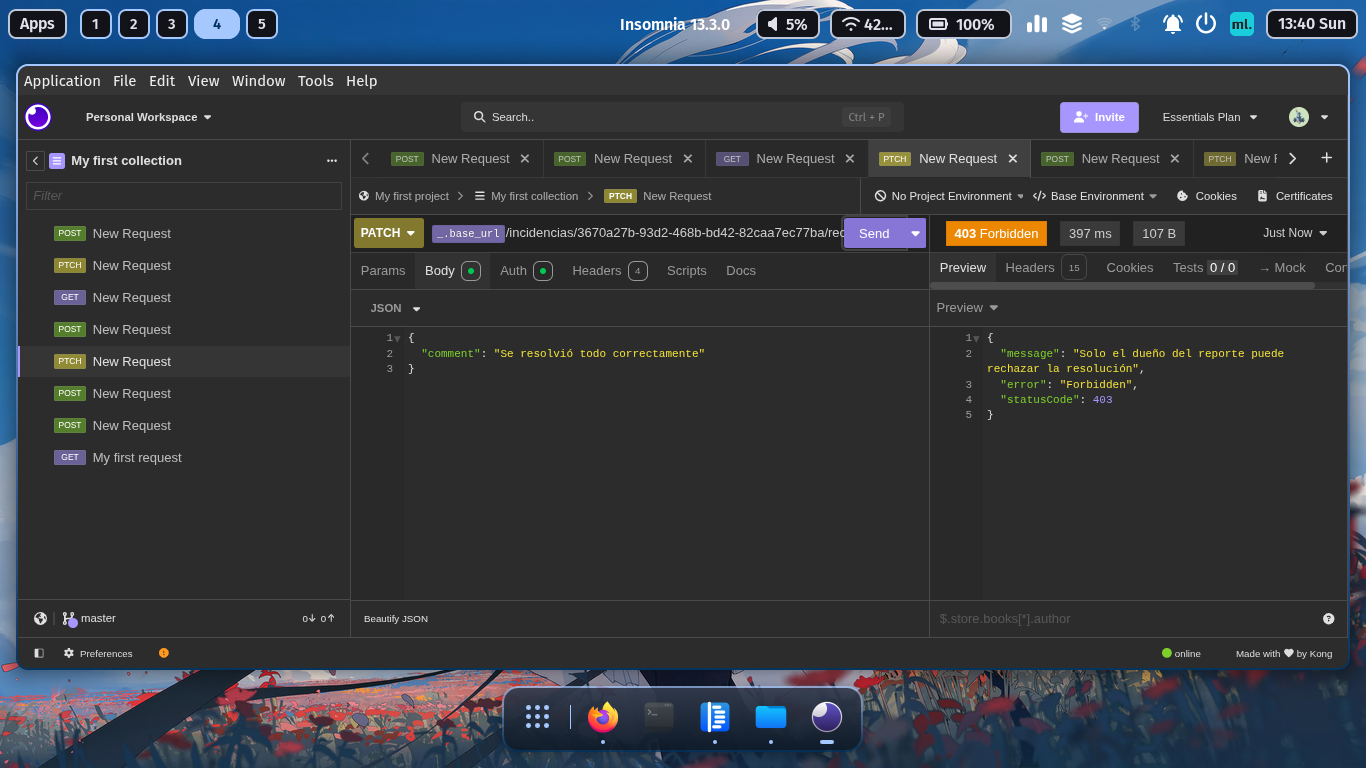 Apps 1 2 3 4 5 Insomnia 13.3.0 5% 42... 100% ml. 13:40 Sun
Application File Edit View Window Tools Help
Personal Workspace Search.. Ctrl + P Invite Essentials Plan
My first collection ...
Filter
POST New Request
PTCH New Request
GET New Request
POST New Request
PTCH New Request
POST New Request
POST New Request
GET My first request
master 0 0
POST New Request POST New Request GET New Request PTCH New Request POST New Request PTCH New F
My first project My first collection PTCH New Request No Project Environment Base Environment Cookies Certificates
PATCH _.base_url/incidencias/3670a27b-93d2-468b-bd42-82caa7ec77ba/rec Send 403 Forbidden 397 ms 107 B Just Now
Params Body Auth Headers 4 Scripts Docs
JSON
1 {
2 "comment": "Se resolvió todo correctamente"
3 }
Beautify JSON
Preview Headers 15 Cookies Tests 0 / 0 → Mock Cor
Preview
1 {
2 "message": "Solo el dueño del reporte puede
rechazar la resolución",
3 "error": "Forbidden",
4 "statusCode": 403
5 }
$.store.books[*].author
Preferences online Made with by Kong